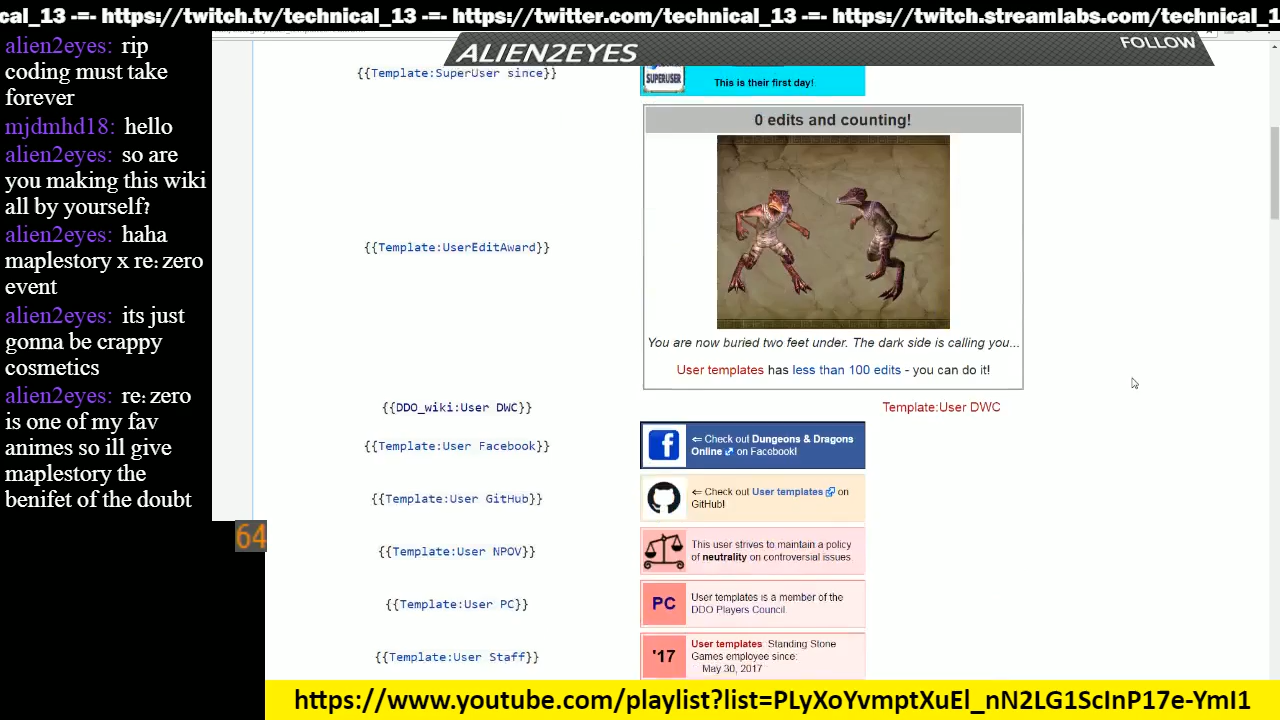 cal_13 -=- https://twitch.tv/technical_13 -=- https://twitter.com/technical_13 -=- https://twitch.streamlabs.com/technical_1
ALIEN2EYES
FOLLOW
alien2eyes: rip
coding must take
forever
mjdmhd18: hello
alien2eyes: so are
you making this wiki
all by yourself?
alien2eyes: haha
maplestory x re:zero
event
alien2eyes: its just
gonna be crappy
cosmetics
alien2eyes: re:zero
is one of my fav
animes so ill give
maplestory the
benifet of the doubt
64
{{Template:SuperUser since}}
SUPERUSER
This is their first day!
{{Template:UserEditAward}}
0 edits and counting!
You are now buried two feet under. The dark side is calling you...
User templates has less than 100 edits - you can do it!
{{DDO_wiki:User DWC}}
Template:User DWC
{{Template:User Facebook}}
⇐ Check out Dungeons & Dragons
Online on Facebook!
{{Template:User GitHub}}
⇐ Check out User templates on
GitHub!
{{Template:User NPOV}}
This user strives to maintain a policy
of neutrality on controversial issues.
{{Template:User PC}}
PC
User templates is a member of the
DDO Players Council.
{{Template:User Staff}}
'17
User templates: Standing Stone
Games employee since:
May 30, 2017
https://www.youtube.com/playlist?list=PLyXoYvmptXuEl_nN2LG1ScInP17e-YmI1